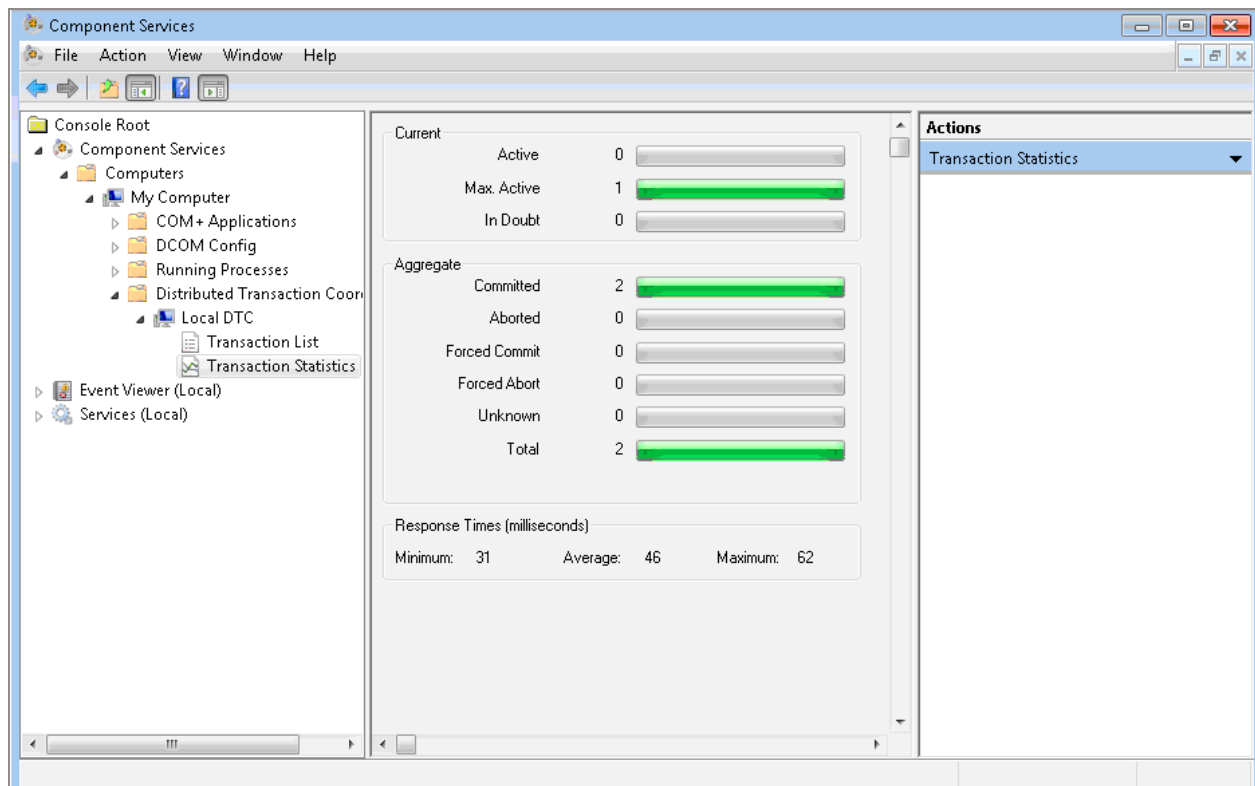 Component Services
File Action View Window Help
Console Root
Component Services
Computers
My Computer
COM+ Applications
DCOM Config
Running Processes
Distributed Transaction Coor
Local DTC
Transaction List
Transaction Statistics
Event Viewer (Local)
Services (Local)
Current
Active 0
Max. Active 1
In Doubt 0
Aggregate
Committed 2
Aborted 0
Forced Commit 0
Forced Abort 0
Unknown 0
Total 2
Response Times (milliseconds)
Minimum: 31 Average: 46 Maximum: 62
Actions
Transaction Statistics